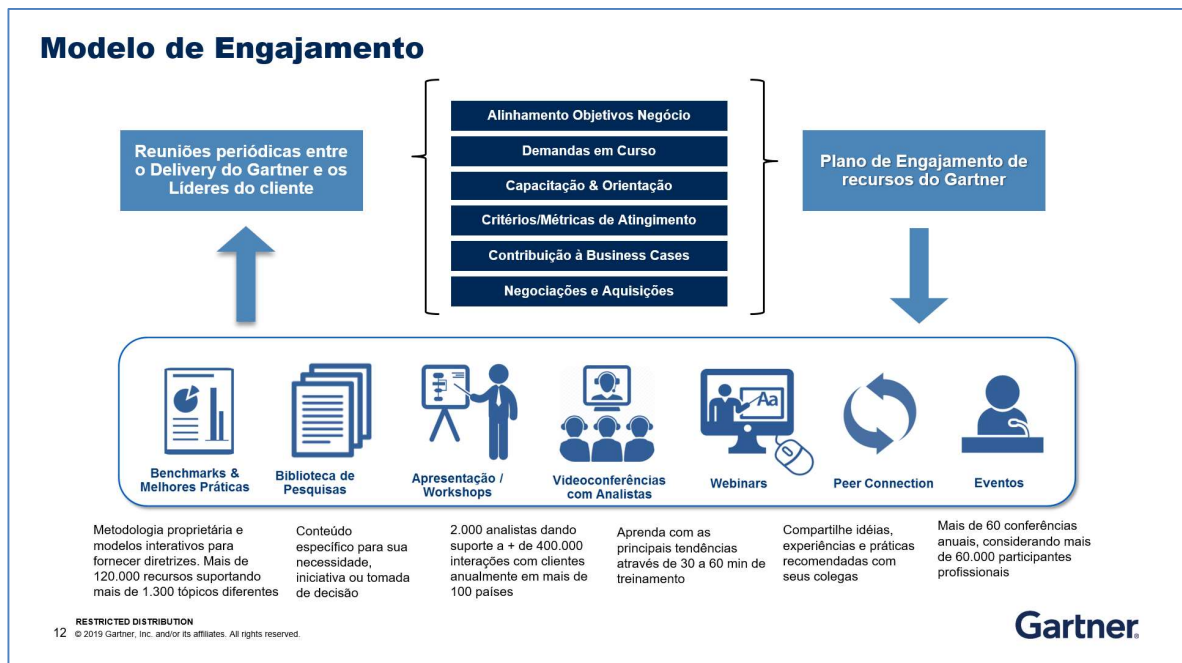 Modelo de Engajamento
Reuniões periódicas entre
o Delivery do Gartner e os
Líderes do cliente
Alinhamento Objetivos Negócio
Demandas em Curso
Capacitação & Orientação
Critérios/Métricas de Atingimento
Contribuição à Business Cases
Negociações e Aquisições
Plano de Engajamento de
recursos do Gartner
Aa
Benchmarks &
Melhores Práticas
Biblioteca de
Pesquisas
Apresentação /
Workshops
Videoconferências
com Analistas
Webinars
Peer Connection
Eventos
Metodologia proprietária e
modelos interativos para
fornecer diretrizes. Mais de
120.000 recursos suportando
mais de 1.300 tópicos diferentes
Conteúdo
específico para sua
necessidade,
iniciativa ou tomada
de decisão
2.000 analistas dando
suporte a + de 400.000
interações com clientes
anualmente em mais de
100 países
Aprenda com as
principais tendências
através de 30 a 60 min de
treinamento
Compartilhe idéias,
experiências e práticas
recomendadas com
seus colegas
Mais de 60 conferências
anuais, considerando mais
de 60.000 participantes
profissionais
RESTRICTED DISTRIBUTION
12 © 2019 Gartner, Inc. and/or its affiliates. All rights reserved.
Gartner®